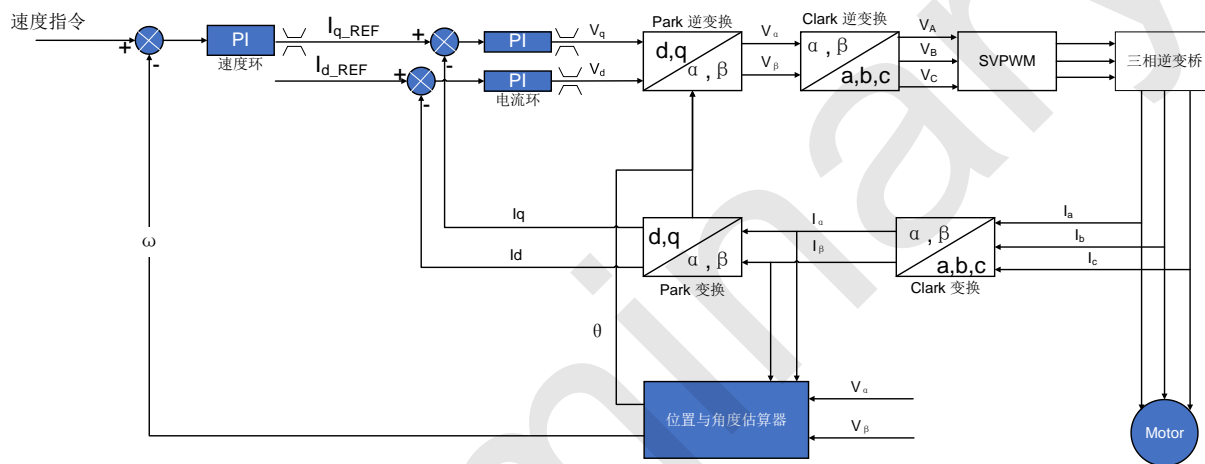 速度指令
+
-
PI
速度环
I_q_REF
I_d_REF
+
-
+
-
PI
PI
电流环
V_q
V_d
Park 逆变换
d,q
α , β
V_α
V_β
Clark 逆变换
α , β
a,b,c
V_A
V_B
V_C
SVPWM
三相逆变桥
ω
Iq
Id
d,q
α , β
Park 变换
I_α
I_β
α , β
a,b,c
Clark 变换
I_a
I_b
I_c
θ
位置与角度估算器
V_α
V_β
Motor
minary